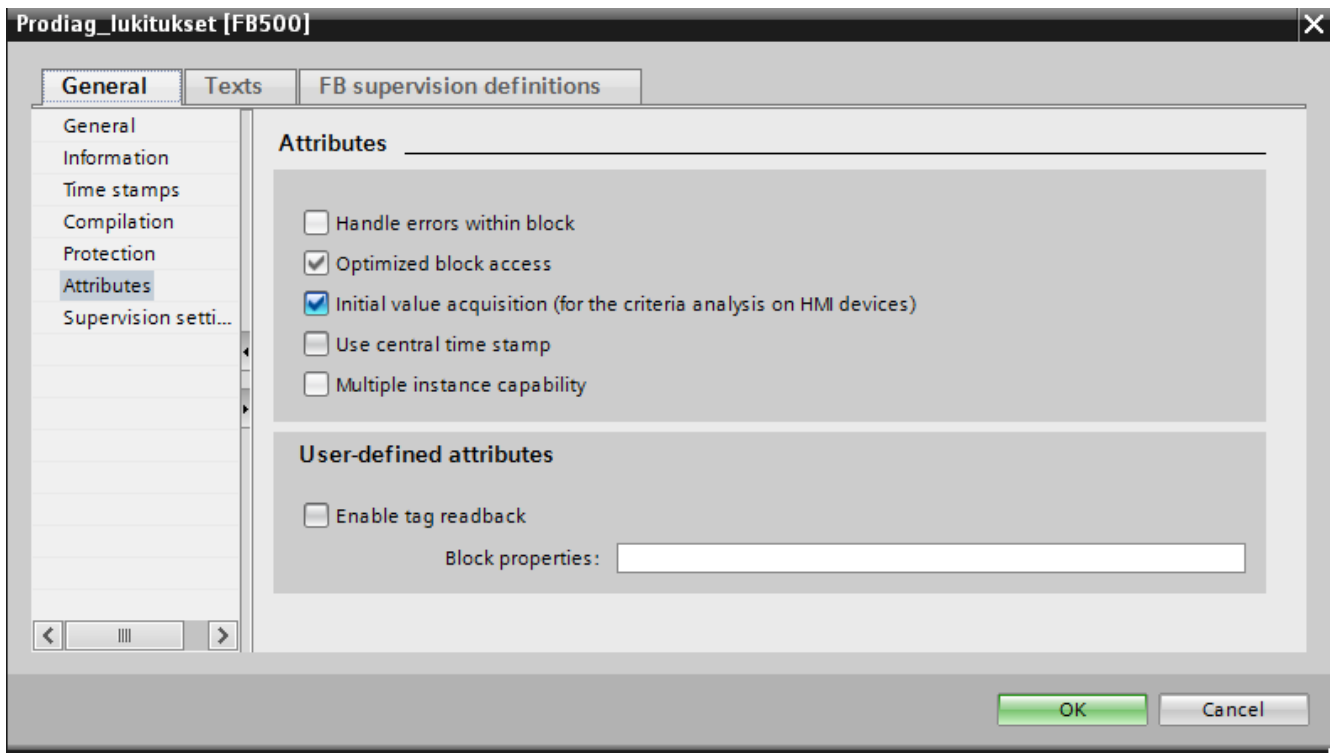 Prodiag_lukitukset [FB500]
General
Texts
FB supervision definitions
General
Information
Time stamps
Compilation
Protection
Attributes
Supervision setti...
Attributes
Handle errors within block
Optimized block access
Initial value acquisition (for the criteria analysis on HMI devices)
Use central time stamp
Multiple instance capability
User-defined attributes
Enable tag readback
Block properties:
OK
Cancel